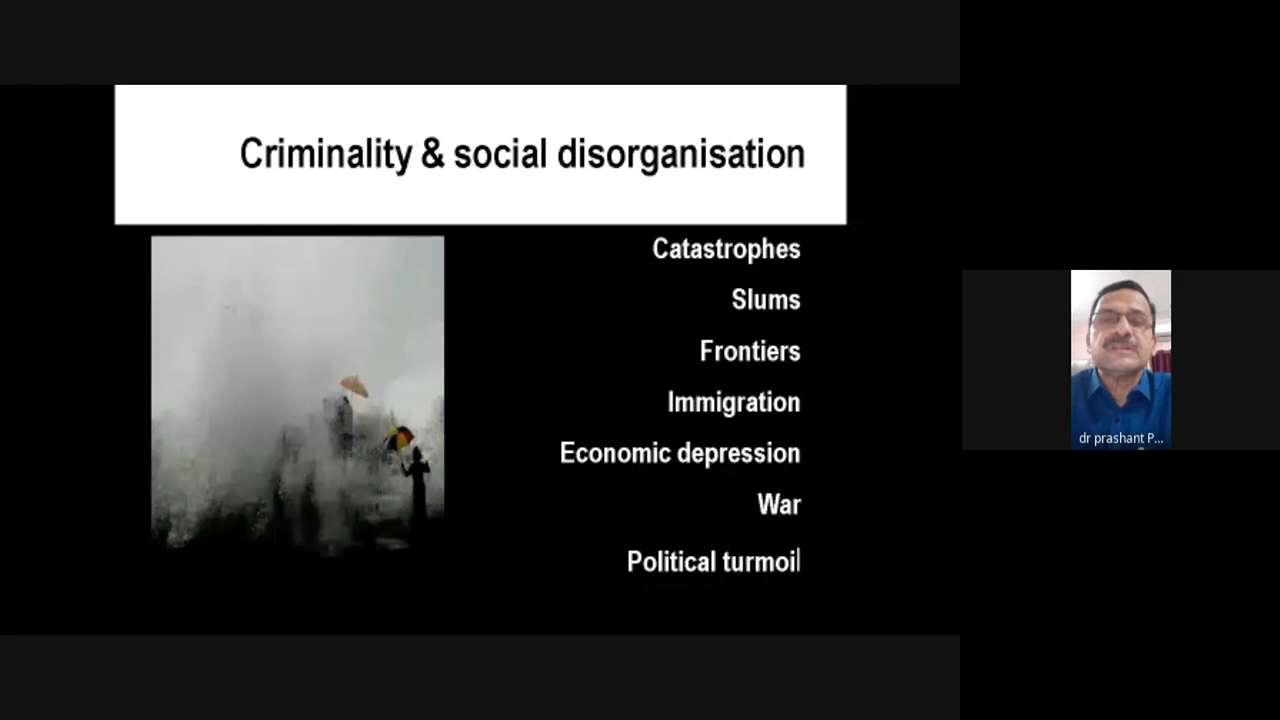 Criminality & social disorganisation
Catastrophes
Slums
Frontiers
Immigration
Economic depression
War
Political turmoil
dr prashant P...